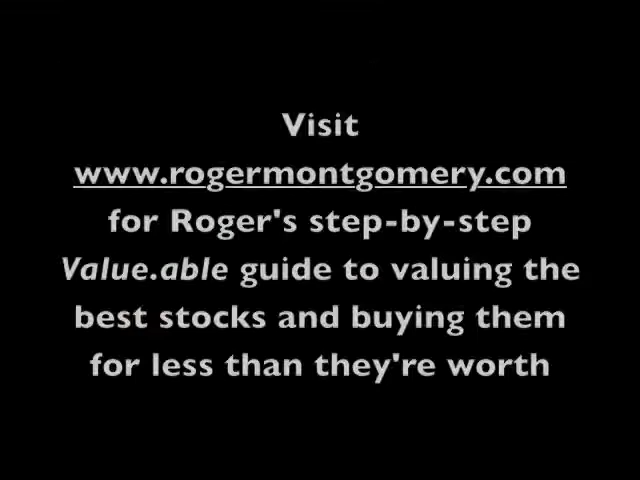 Visit
www.rogermontgomery.com
for Roger's step-by-step
Value.able guide to valuing the
best stocks and buying them
for less than they're worth